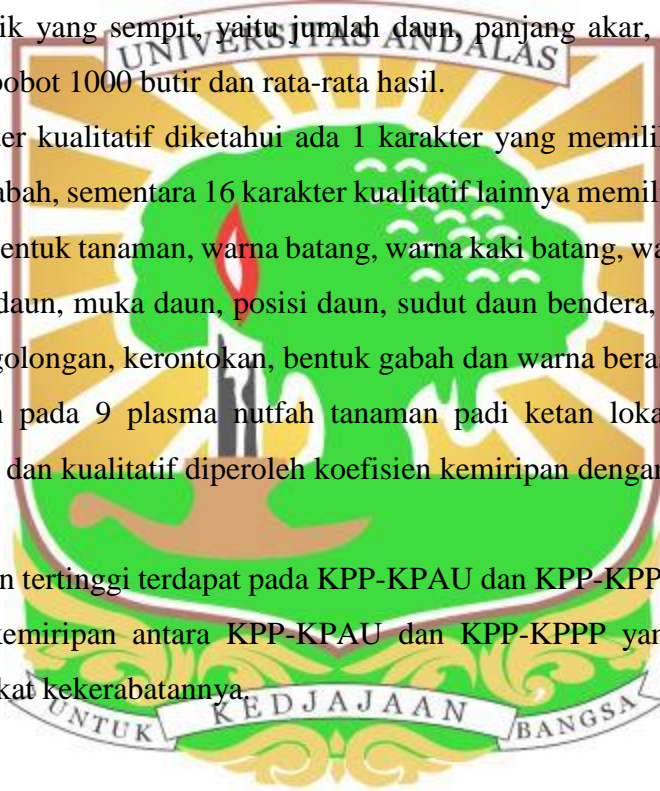 ik yang sempit, yaitu jumlah daun, panjang akar,
UNIVERSITAS ANDALAS
bobot 1000 butir dan rata-rata hasil.
ter kualitatif diketahui ada 1 karakter yang memili
abah, sementara 16 karakter kualitatif lainnya memil
entuk tanaman, warna batang, warna kaki batang, wa
daun, muka daun, posisi daun, sudut daun bendera,
golongan, kerontokan, bentuk gabah dan warna beras
pada 9 plasma nutfah tanaman padi ketan loka
dan kualitatif diperoleh koefisien kemiripan dengan
n tertinggi terdapat pada KPP-KPAU dan KPP-KPP
kemiripan antara KPP-KPAU dan KPP-KPPP yan
kat kekerabatannya.
UNTUK KEDJAJAAN BANGSA